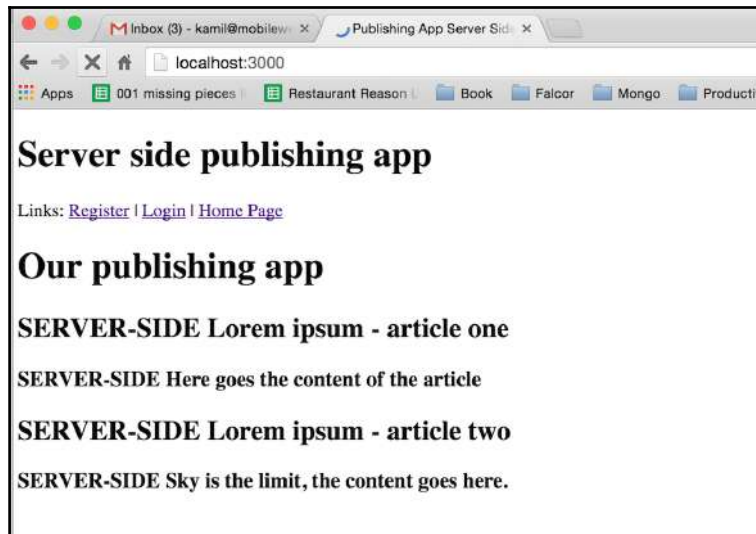 Inbox (3) - kamil@mobilew
Publishing App Server Sid
localhost:3000
Apps 001 missing pieces Restaurant Reason Book Falcor Mongo Producti
Server side publishing app
Links: Register | Login | Home Page
Our publishing app
SERVER-SIDE Lorem ipsum - article one
SERVER-SIDE Here goes the content of the article
SERVER-SIDE Lorem ipsum - article two
SERVER-SIDE Sky is the limit, the content goes here.